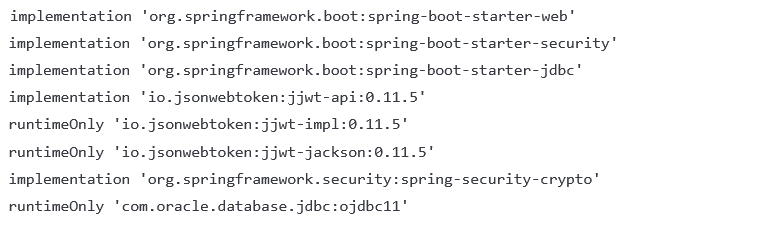 implementation 'org.springframework.boot:spring-boot-starter-web'
implementation 'org.springframework.boot:spring-boot-starter-security'
implementation 'org.springframework.boot:spring-boot-starter-jdbc'
implementation 'io.jsonwebtoken:jjwt-api:0.11.5'
runtimeOnly 'io.jsonwebtoken:jjwt-impl:0.11.5'
runtimeOnly 'io.jsonwebtoken:jjwt-jackson:0.11.5'
implementation 'org.springframework.security:spring-security-crypto'
runtimeOnly 'com.oracle.database.jdbc:ojdbc11'